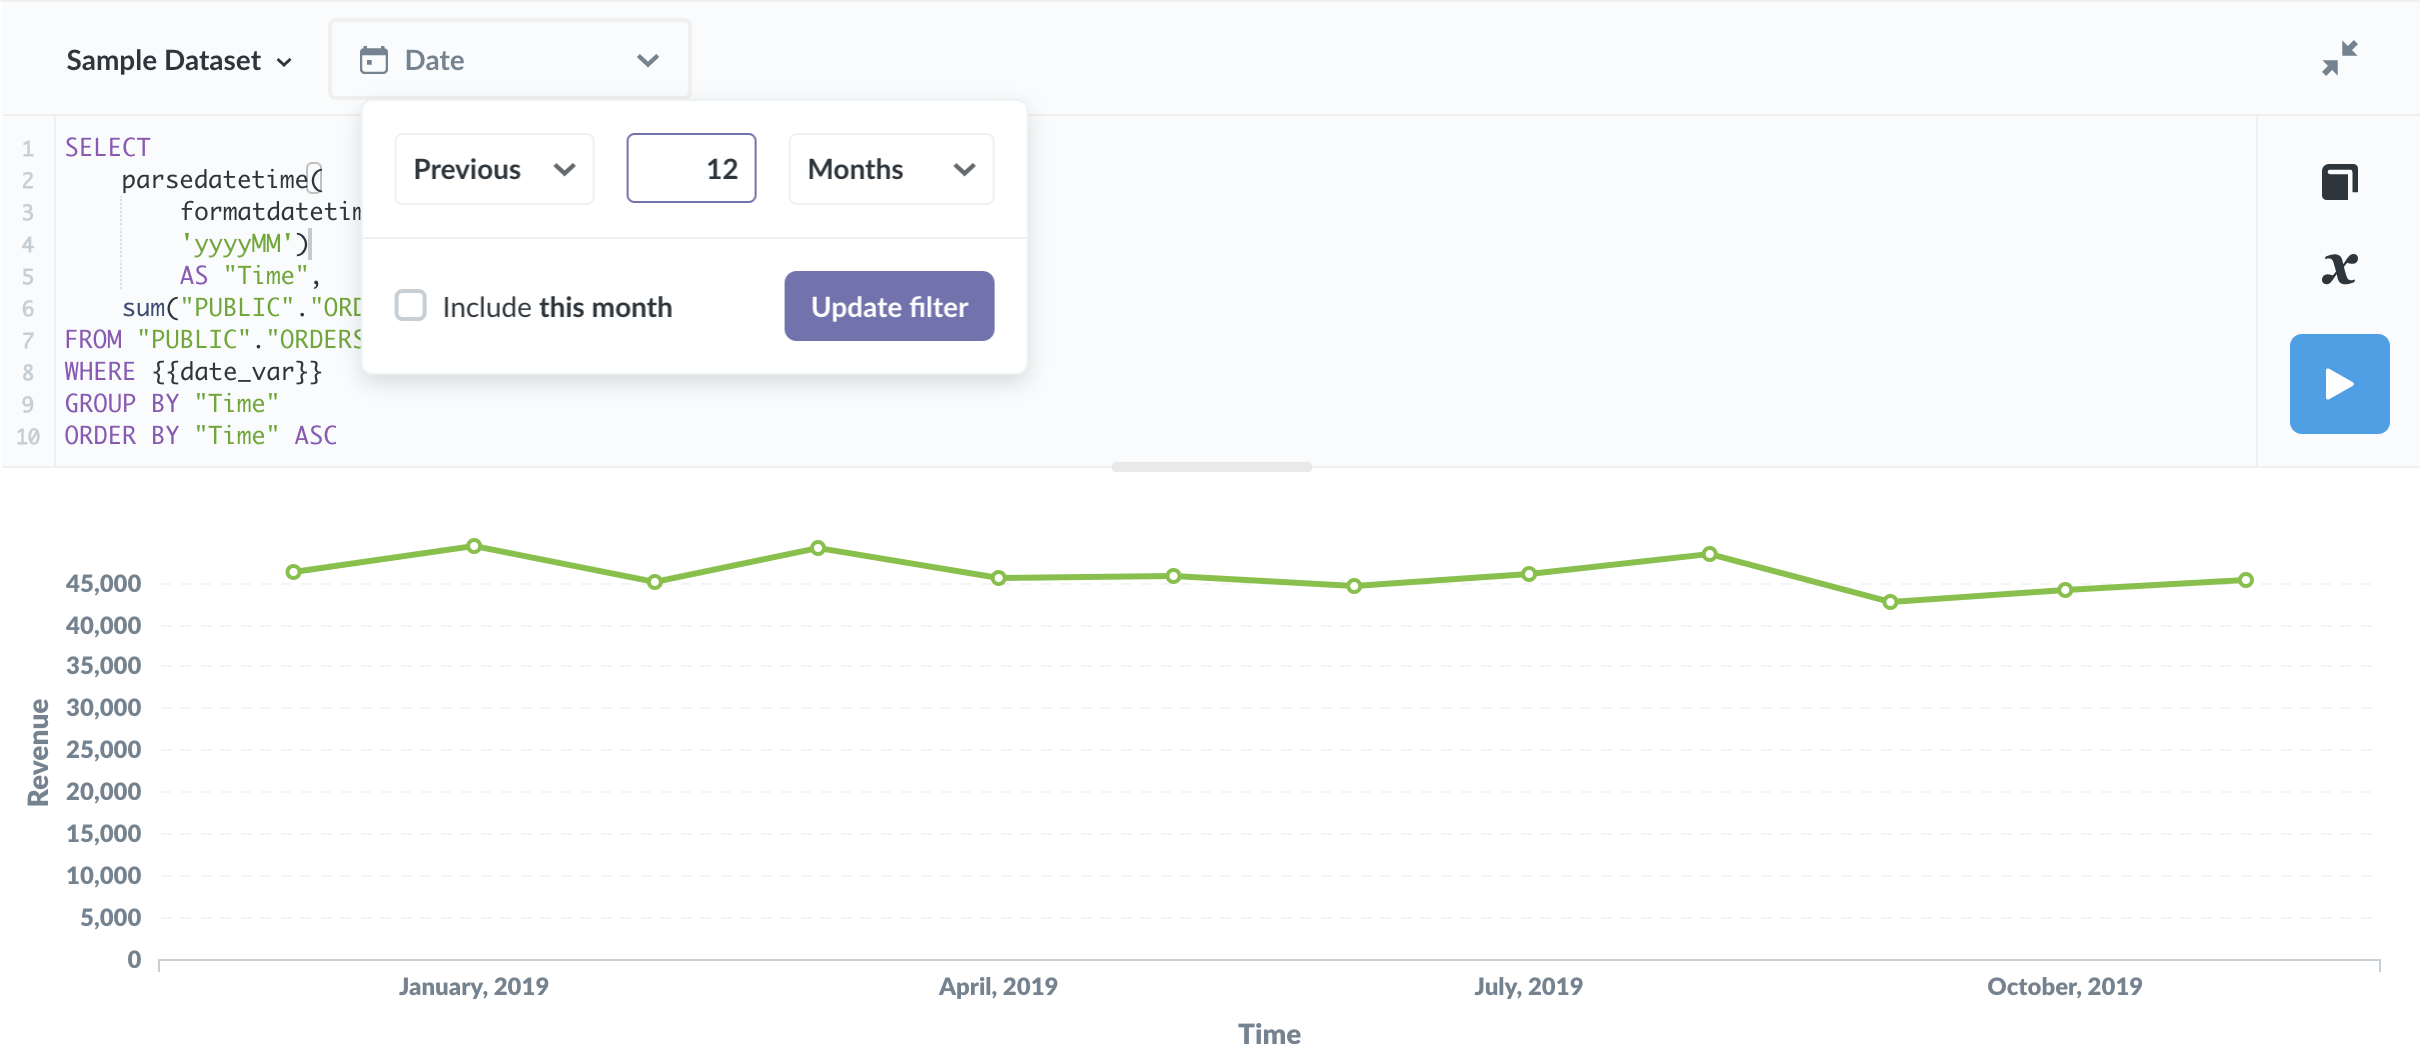 Sample Dataset
Date
Previous
12
Months
Include this month
Update filter
1 SELECT
2 parsedatetime(
3 formatdatetim
4 'yyyyMM')
5 AS "Time",
6 sum("PUBLIC"."ORD
7 FROM "PUBLIC"."ORDERS
8 WHERE {{date_var}}
9 GROUP BY "Time"
10 ORDER BY "Time" ASC
x
Revenue
45,000
40,000
35,000
30,000
25,000
20,000
15,000
10,000
5,000
0
January, 2019
April, 2019
July, 2019
October, 2019
Time